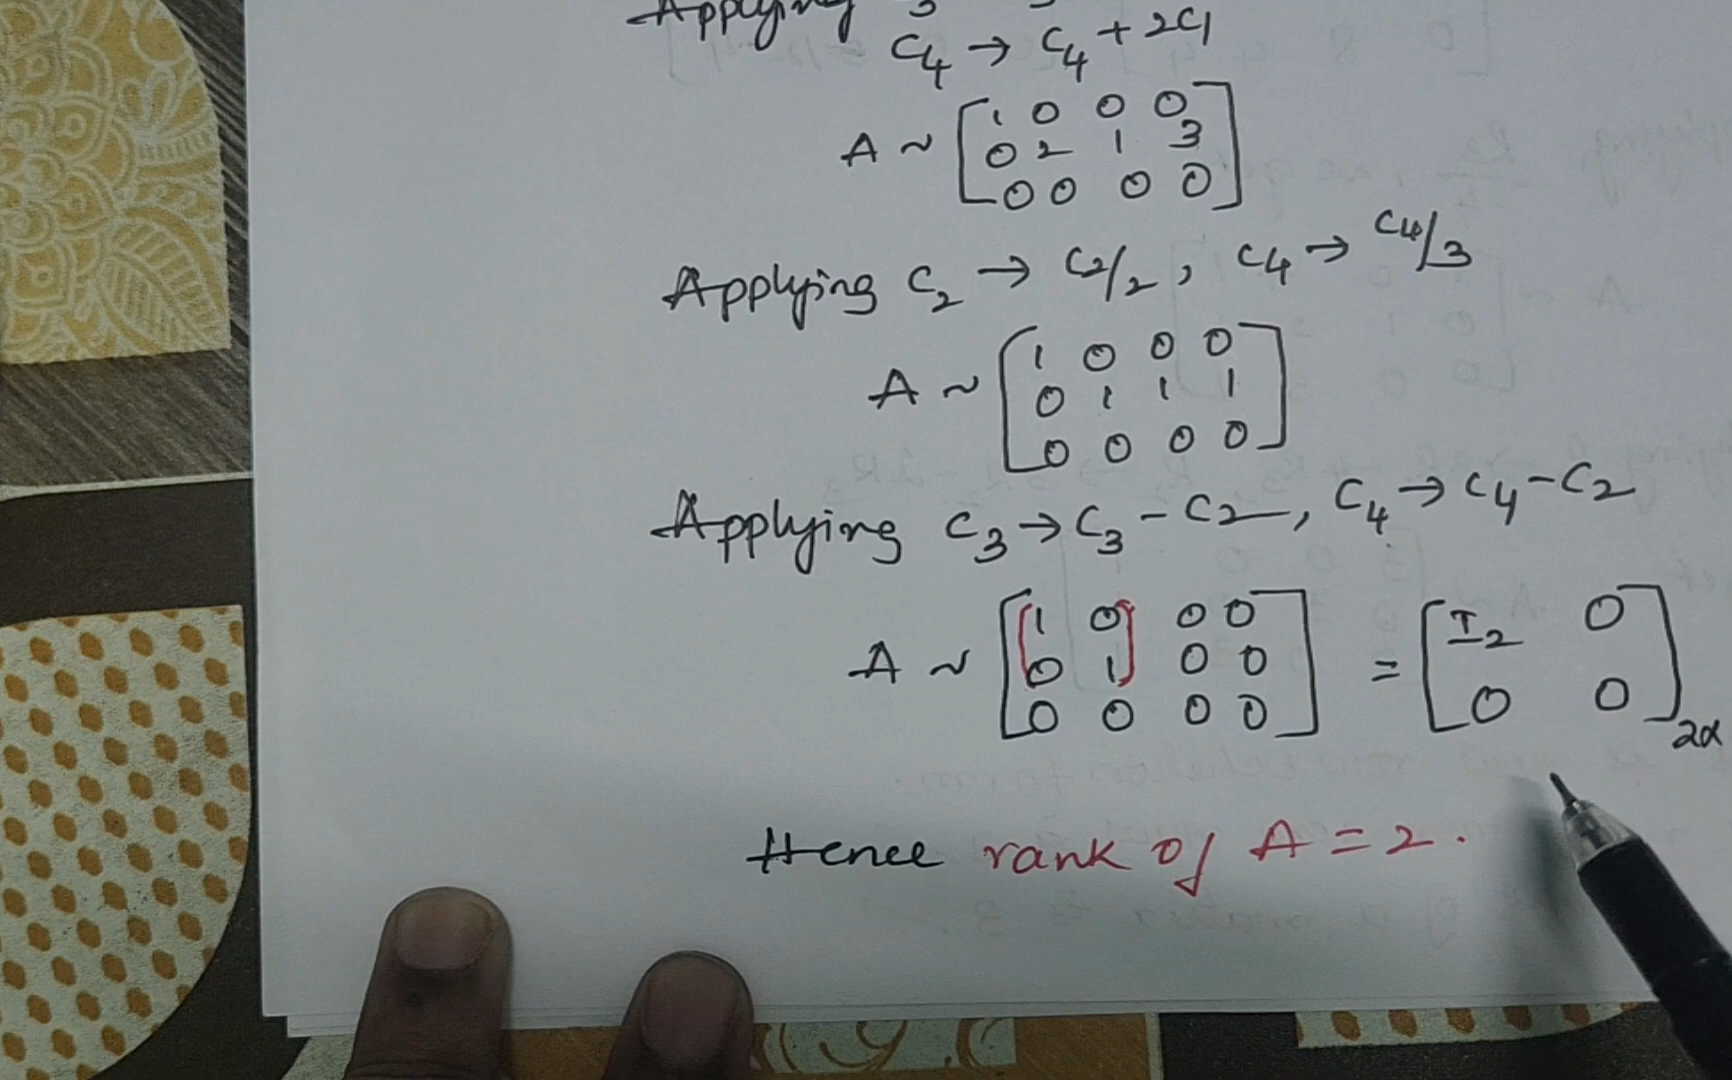 Applying
C4 → C4 + 2C1
A ~ [1 0 0 0
0 2 1 3
0 0 0 0]
Applying C2 → C2/2, C4 → C4/3
A ~ [1 0 0 0
0 1 1 1
0 0 0 0]
Applying C3 → C3 - C2, C4 → C4 - C2
A ~ [1 0 0 0
0 1 0 0
0 0 0 0] = [I2 0
0 0]
Hence rank of A = 2.